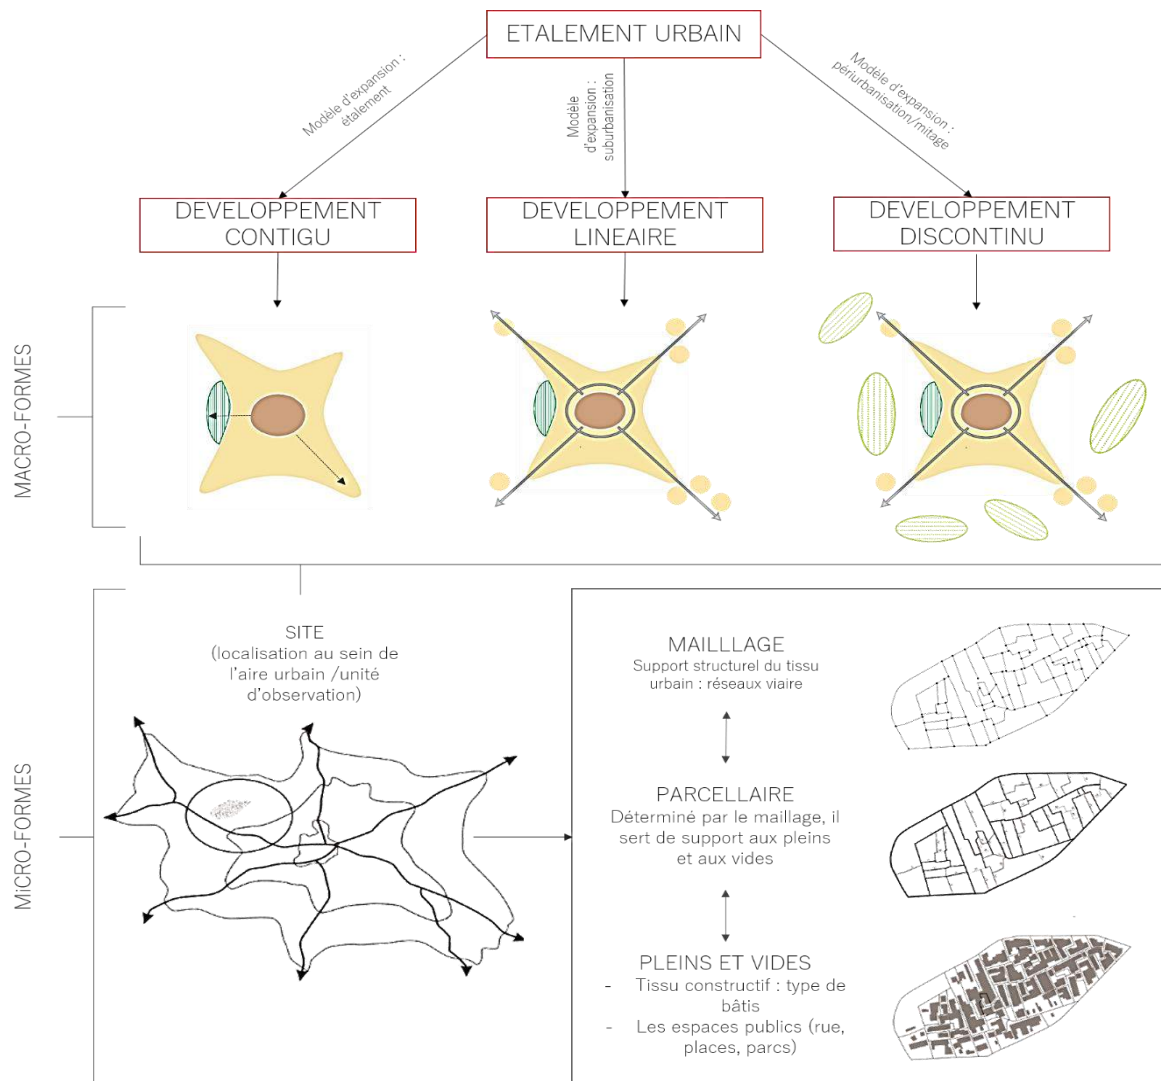 ETALEMENT URBAIN
Modèle d'expansion :
étalement
Modèle
d'expansion :
suburbanisation
Modèle d'expansion :
périurbanisation/mitage
DEVELOPPEMENT
CONTIGU
DEVELOPPEMENT
LINEAIRE
DEVELOPPEMENT
DISCONTINU
MACRO-FORMES
MiCRO-FORMES
SITE
(localisation au sein de
l'aire urbain /unité
d'observation)
MAILLLAGE
Support structurel du tissu
urbain : réseaux viaire
PARCELLAIRE
Déterminé par le maillage, il
sert de support aux pleins
et aux vides
PLEINS ET VIDES
- Tissu constructif : type de
bâtis
- Les espaces publics (rue,
places, parcs)